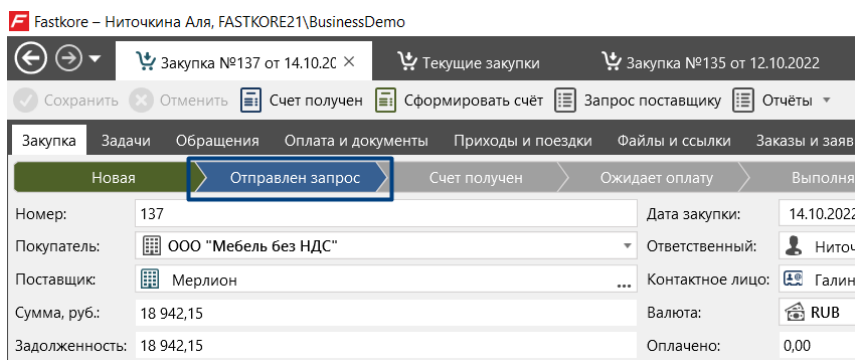 Fastkore – Ниточкина Аля, FASTKORE21\BusinessDemo
Закупка №137 от 14.10.20 Текущие закупки Закупка №135 от 12.10.2022
Сохранить Отменить Счет получен Сформировать счёт Запрос поставщику Отчёты
Закупка Задачи Обращения Оплата и документы Приходы и поездки Файлы и ссылки Заказы и заяв
Новая Отправлен запрос Счет получен Ожидает оплату Выполня
Номер: 137 Дата закупки: 14.10.2022
Покупатель: ООО "Мебель без НДС" Ответственный: Ниточ
Поставщик: Мерлион ... Контактное лицо: Галин
Сумма, руб.: 18 942,15 Валюта: RUB
Задолженность: 18 942,15 Оплачено: 0,00